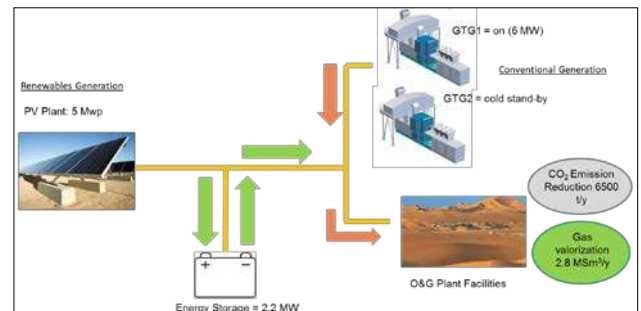 GTG1 = on (6 MW)
Renewables Generation
Conventional Generation
PV Plant: 5 Mwp
GTG2 = cold stand-by
CO2 Emission
Reduction 6500
t/y
Gas
valorization
2.8 MSm³/y
+ −
O&G Plant Facilities
Energy Storage = 2.2 MW